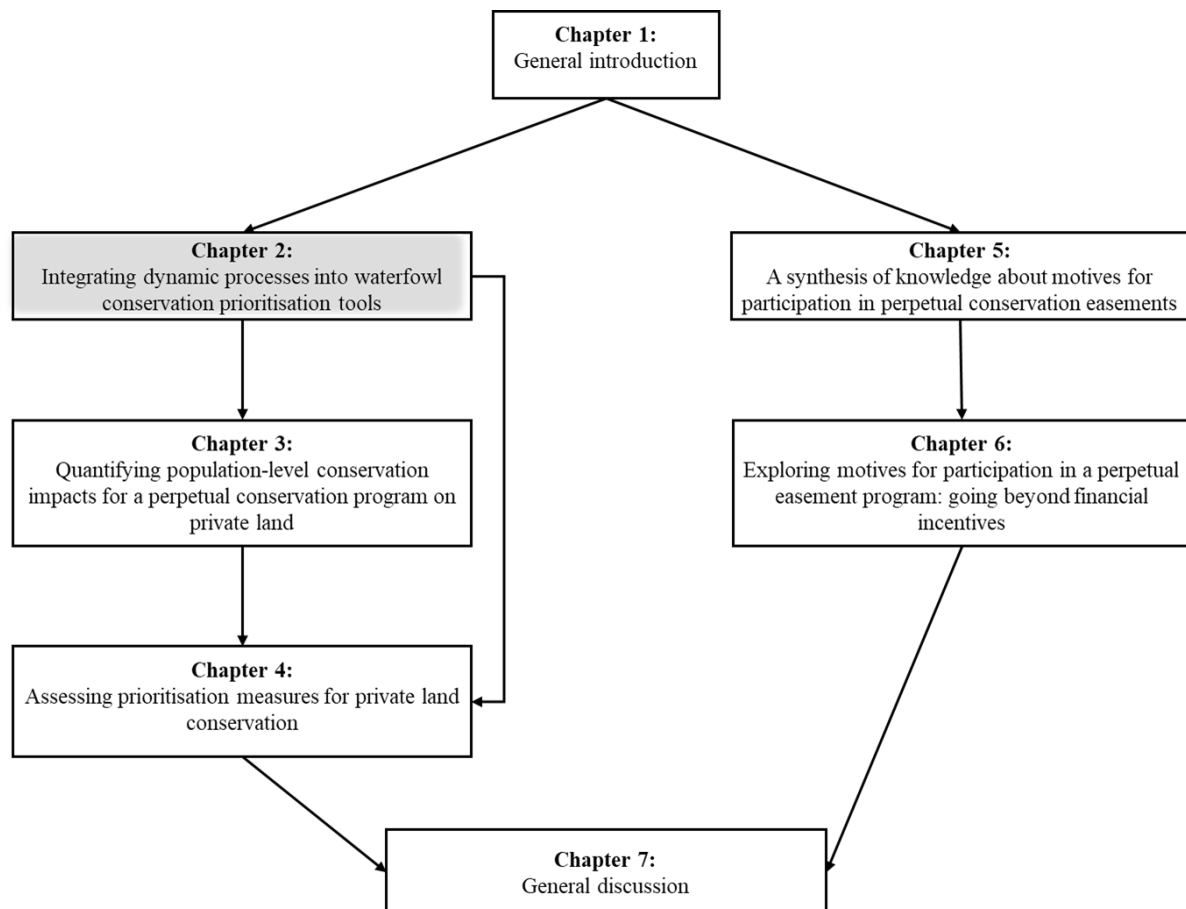 Chapter 1:
General introduction
Chapter 2:
Integrating dynamic processes into waterfowl
conservation prioritisation tools
Chapter 5:
A synthesis of knowledge about motives for
participation in perpetual conservation easements
Chapter 3:
Quantifying population-level conservation
impacts for a perpetual conservation program on
private land
Chapter 6:
Exploring motives for participation in a perpetual
easement program: going beyond financial
incentives
Chapter 4:
Assessing prioritisation measures for private land
conservation
Chapter 7:
General discussion